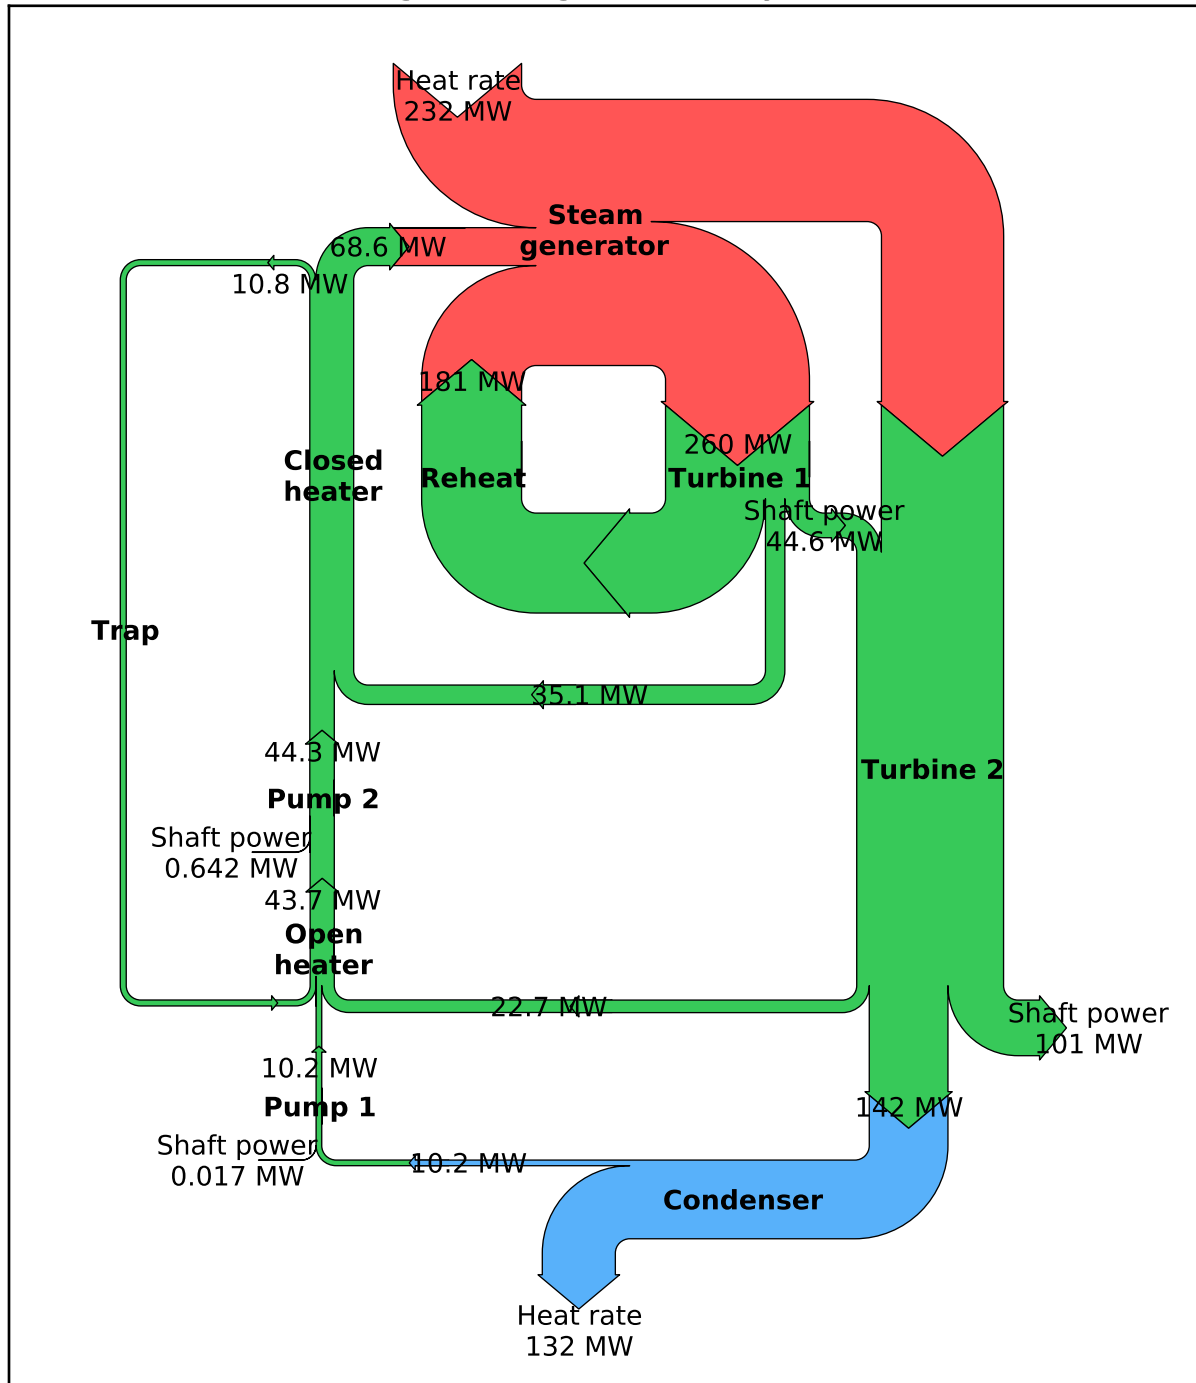 Heat rate
232 MW
Steam
generator
68.6 MW
10.8 MW
181 MW
260 MW
Closed
heater
Reheat
Turbine 1
Shaft power
44.6 MW
Trap
35.1 MW
44.3 MW
Turbine 2
Pump 2
Shaft power
0.642 MW
43.7 MW
Open
heater
22.7 MW
Shaft power
101 MW
10.2 MW
Pump 1
142 MW
Shaft power
0.017 MW
10.2 MW
Condenser
Heat rate
132 MW